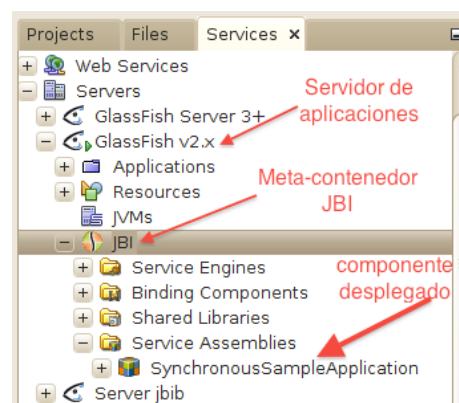 Projects Files Services x
Web Services
Servers
Servidor de
aplicaciones
GlassFish Server 3+
GlassFish v2.x
Applications
Meta-contenedor
JBI
Resources
JVMs
JBI
Service Engines
componente
desplegado
Binding Components
Shared Libraries
Service Assemblies
SynchronousSampleApplication
Server jbib